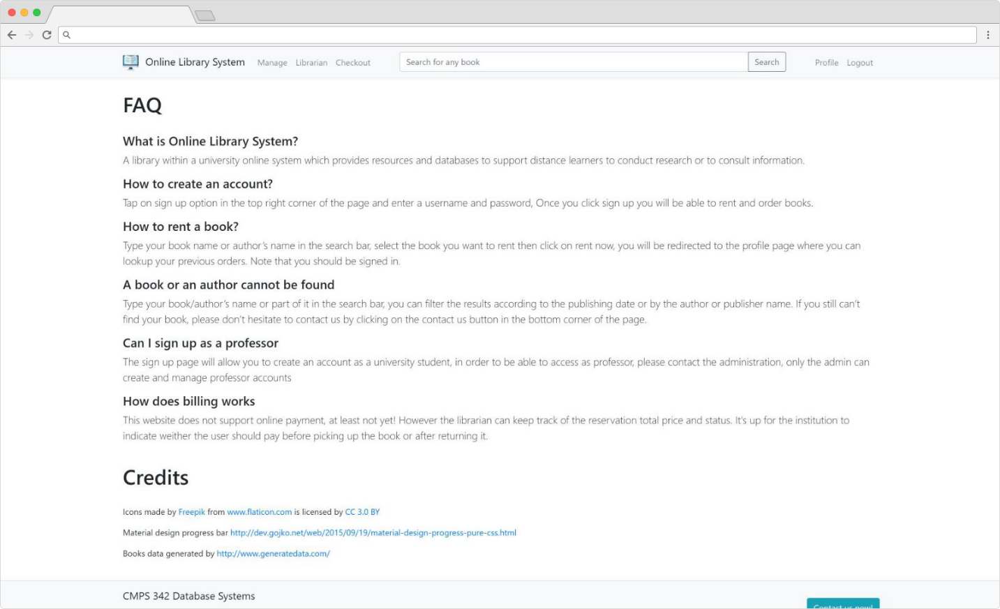 Online Library System Manage Librarian Checkout Search for any book Search Profile Logout
FAQ
What is Online Library System?
A library within a university online system which provides resources and databases to support distance learners to conduct research or to consult information.
How to create an account?
Tap on sign up option in the top right corner of the page and enter a username and password, Once you click sign up you will be able to rent and order books.
How to rent a book?
Type your book name or author's name in the search bar, select the book you want to rent then click on rent now, you will be redirected to the profile page where you can
lookup your previous orders. Note that you should be signed in.
A book or an author cannot be found
Type your book/author's name or part of it in the search bar, you can filter the results according to the publishing date or by the author or publisher name. If you still can't
find your book, please don't hesitate to contact us by clicking on the contact us button in the bottom corner of the page.
Can I sign up as a professor
The sign up page will allow you to create an account as a university student, in order to be able to access as professor, please contact the administration, only the admin can
create and manage professor accounts
How does billing works
This website does not support online payment, at least not yet! However the librarian can keep track of the reservation total price and status. It's up for the institution to
indicate weither the user should pay before picking up the book or after returning it.
Credits
Icons made by Freepik from www.flaticon.com is licensed by CC 3.0 BY
Material design progress bar http://dev.gojko.net/web/2015/09/19/material-design-progress-pure-css.html
Books data generated by http://www.generatedata.com/
CMPS 342 Database Systems
Contact us now!